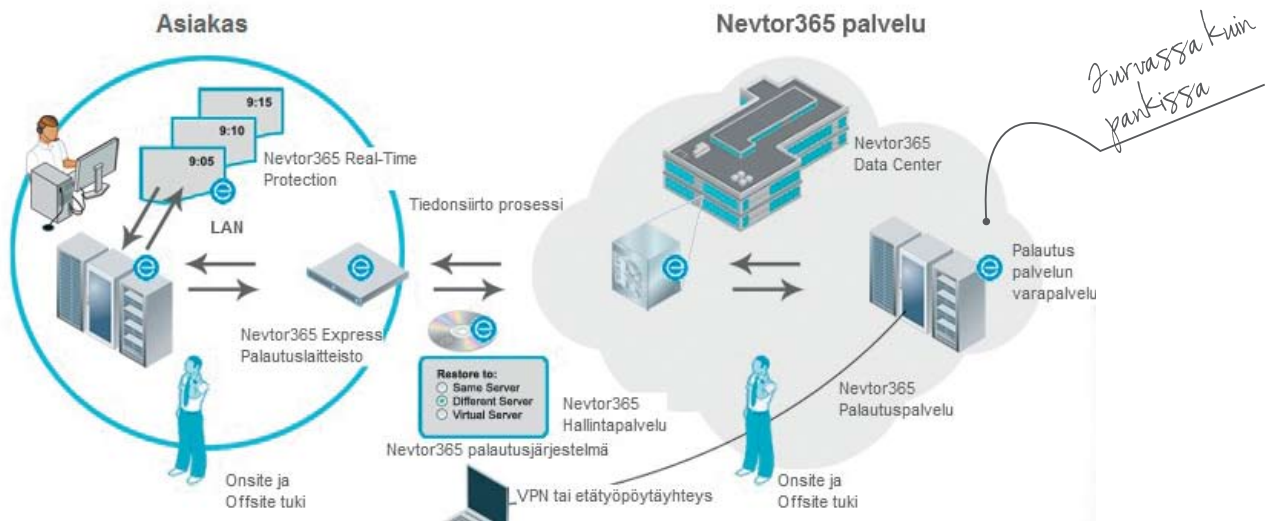 Asiakas
Nevtor365 palvelu
Turvassa kuin
pankissa
9:15
9:10
9:05
Nevtor365 Real-Time
Protection
LAN
Nevtor365
Data Center
Tiedonsiirto prosessi
Palautus
palvelun
varapalvelu
Nevtor365 Express
Palautuslaitteisto
Restore to:
Same Server
Different Server
Virtual Server
Nevtor365
Hallintapalvelu
Nevtor365 palautusjärjestelmä
Nevtor365
Palautuspalvelu
Onsite ja
Offsite tuki
VPN tai etätyöpöytäyhteys
Onsite ja
Offsite tuki